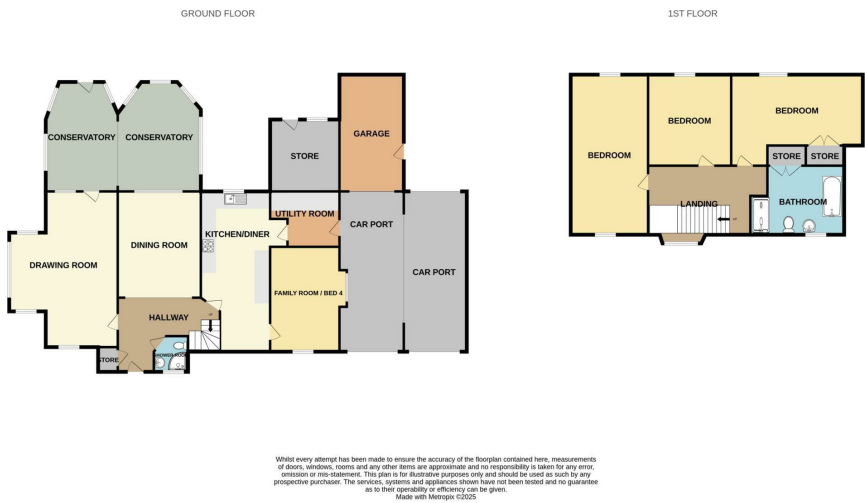 GROUND FLOOR
1ST FLOOR
CONSERVATORY
CONSERVATORY
STORE
GARAGE
DRAWING ROOM
DINING ROOM
KITCHEN/DINER
UTILITY ROOM
CAR PORT
CAR PORT
FAMILY ROOM / BED 4
HALLWAY
UP
STORE
SHOWER ROOM
BEDROOM
BEDROOM
BEDROOM
STORE
STORE
LANDING
UP
BATHROOM
Whilst every attempt has been made to ensure the accuracy of the floorplan contained here, measurements
of doors, windows, rooms and any other items are approximate and no responsibility is taken for any error,
omission or mis-statement. This plan is for illustrative purposes only and should be used as such by any
prospective purchaser. The services, systems and appliances shown have not been tested and no guarantee
as to their operability or efficiency can be given.
Made with Metropix ©2025